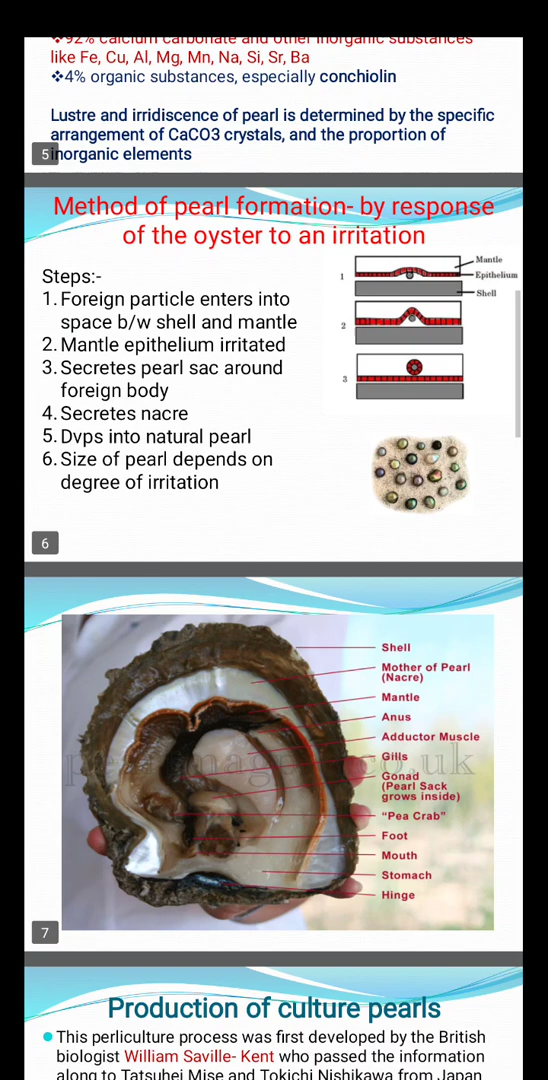 ❖92% calcium carbonate and other inorganic substances
like Fe, Cu, Al, Mg, Mn, Na, Si, Sr, Ba
❖4% organic substances, especially conchiolin
Lustre and irridiscence of pearl is determined by the specific
arrangement of CaCO3 crystals, and the proportion of
inorganic elements
5
Method of pearl formation- by response
of the oyster to an irritation
Steps:-
1. Foreign particle enters into
space b/w shell and mantle
2. Mantle epithelium irritated
3. Secretes pearl sac around
foreign body
4. Secretes nacre
5. Dvps into natural pearl
6. Size of pearl depends on
degree of irritation
1
Mantle
Epithelium
Shell
2
3
6
Shell
Mother of Pearl
(Nacre)
Mantle
Anus
Adductor Muscle
Gills
Gonad
(Pearl Sack
grows inside)
"Pea Crab"
Foot
Mouth
Stomach
Hinge
7
Production of culture pearls
This perliculture process was first developed by the British
biologist William Saville- Kent who passed the information
along to Tatsuhei Mise and Tokichi Nishikawa from Japan